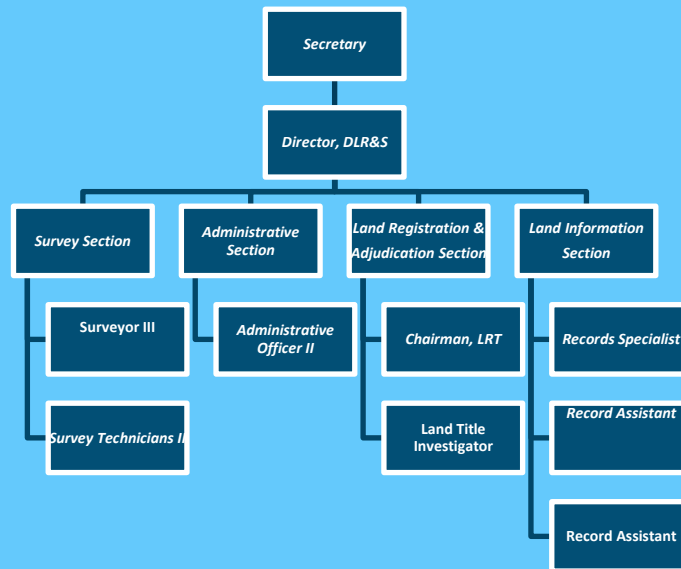 Secretary
Director, DLR&S
Survey Section
Administrative
Section
Land Registration &
Adjudication Section
Land Information
Section
Surveyor III
Administrative
Officer II
Chairman, LRT
Records Specialist
Survey Technicians II
Land Title
Investigator
Record Assistant
Record Assistant